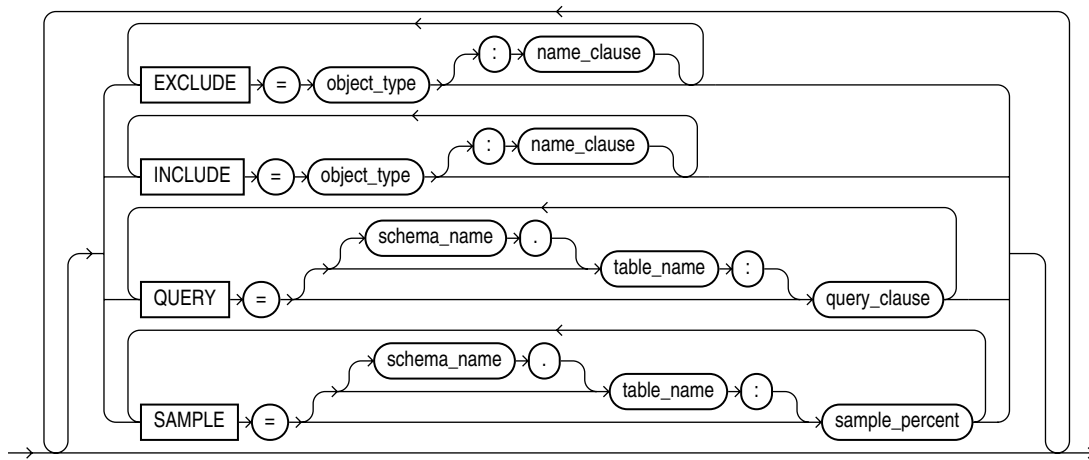 : name_clause
EXCLUDE = object_type
: name_clause
INCLUDE = object_type
schema_name .
table_name :
QUERY = query_clause
schema_name .
table_name :
SAMPLE = sample_percent